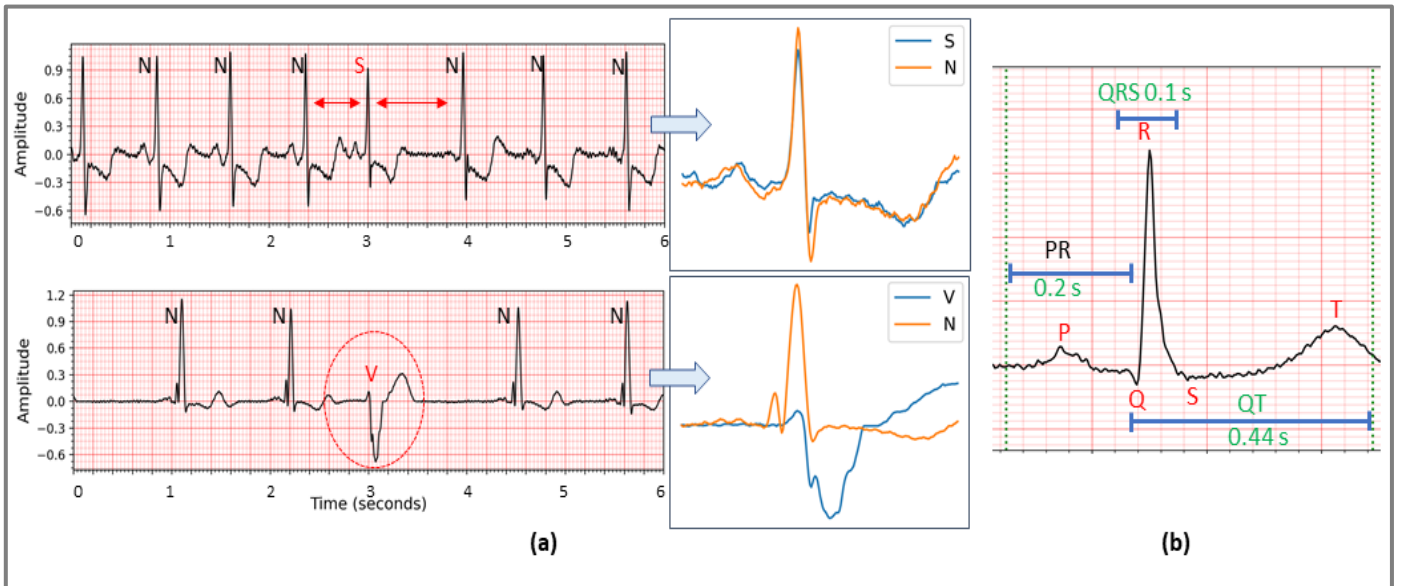 Amplitude
0.9
0.6
0.3
0.0
−0.3
−0.6
N N N S N N N
0 1 2 3 4 5 6
S
N
Amplitude
1.2
0.9
0.6
0.3
0.0
−0.3
−0.6
N N V N N
0 1 2 3 4 5 6
Time (seconds)
V
N
(a)
QRS 0.1 s
R
PR
0.2 s
P
T
Q
S
QT
0.44 s
(b)